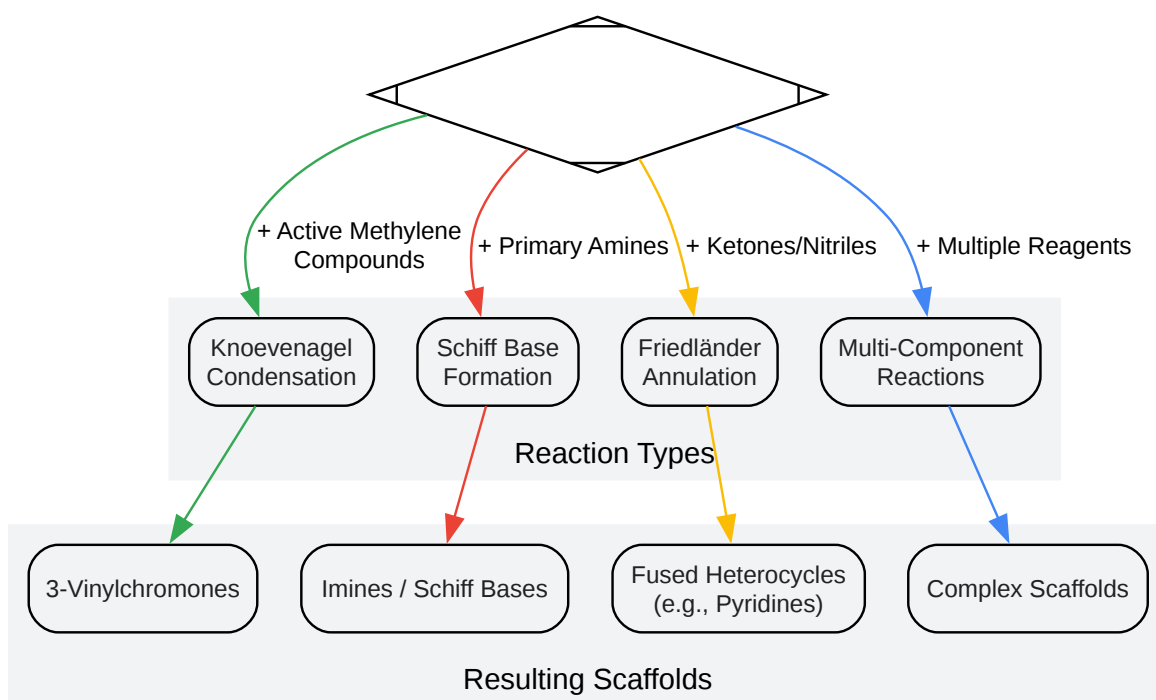 + Active Methylene
Compounds
+ Primary Amines
+ Ketones/Nitriles
+ Multiple Reagents
Knoevenagel
Condensation
Schiff Base
Formation
Friedländer
Annulation
Multi-Component
Reactions
Reaction Types
3-Vinylchromones
Imines / Schiff Bases
Fused Heterocycles
(e.g., Pyridines)
Complex Scaffolds
Resulting Scaffolds